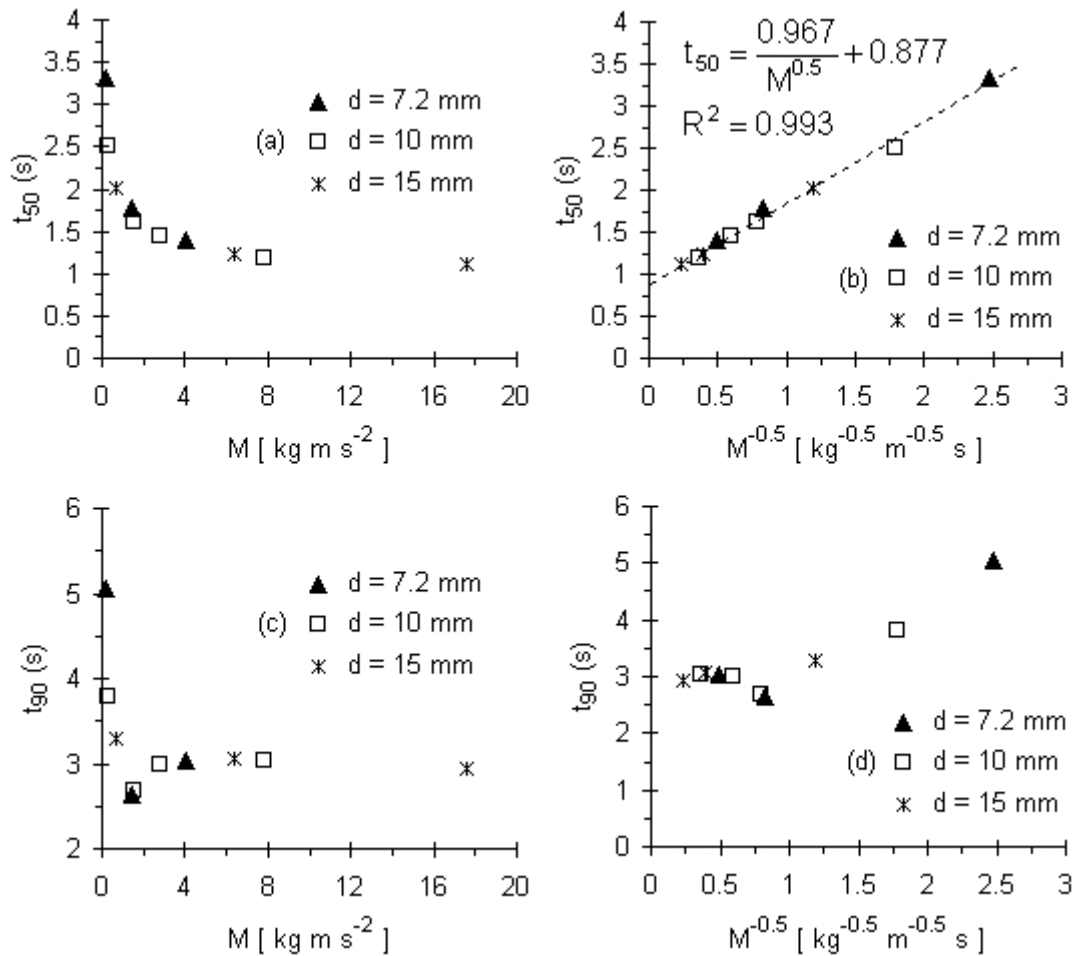 4
3.5
3
2.5
2
1.5
1
0.5
0
t50 (s)
(a)
d = 7.2 mm
d = 10 mm
d = 15 mm
0 4 8 12 16 20
M [ kg m s-2 ]
4
3.5
3
2.5
2
1.5
1
0.5
0
t50 (s)
t50 = 0.967 / M0.5 + 0.877
R2 = 0.993
(b)
d = 7.2 mm
d = 10 mm
d = 15 mm
0 0.5 1 1.5 2 2.5 3
M-0.5 [ kg-0.5 m-0.5 s ]
6
5
4
3
2
t90 (s)
(c)
d = 7.2 mm
d = 10 mm
d = 15 mm
0 4 8 12 16 20
M [ kg m s-2 ]
6
5
4
3
2
1
0
t90 (s)
(d)
d = 7.2 mm
d = 10 mm
d = 15 mm
0 0.5 1 1.5 2 2.5 3
M-0.5 [ kg-0.5 m-0.5 s ]